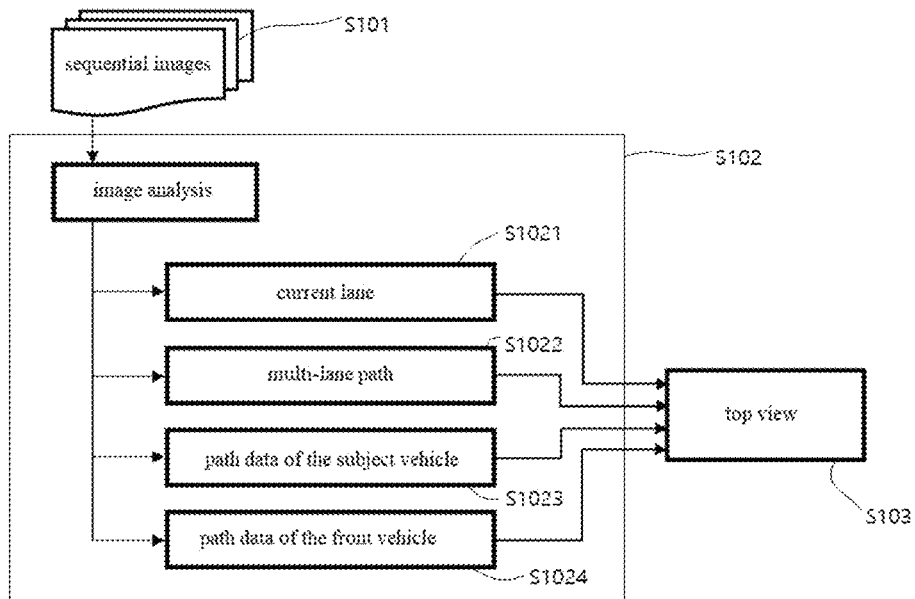 S101
sequential images
S102
image analysis
S1021
current lane
S1022
multi-lane path
top view
path data of the subject vehicle
S1023
S103
path data of the front vehicle
S1024